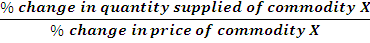 % change in quantity supplied of commodity X
% change in price of commodity X